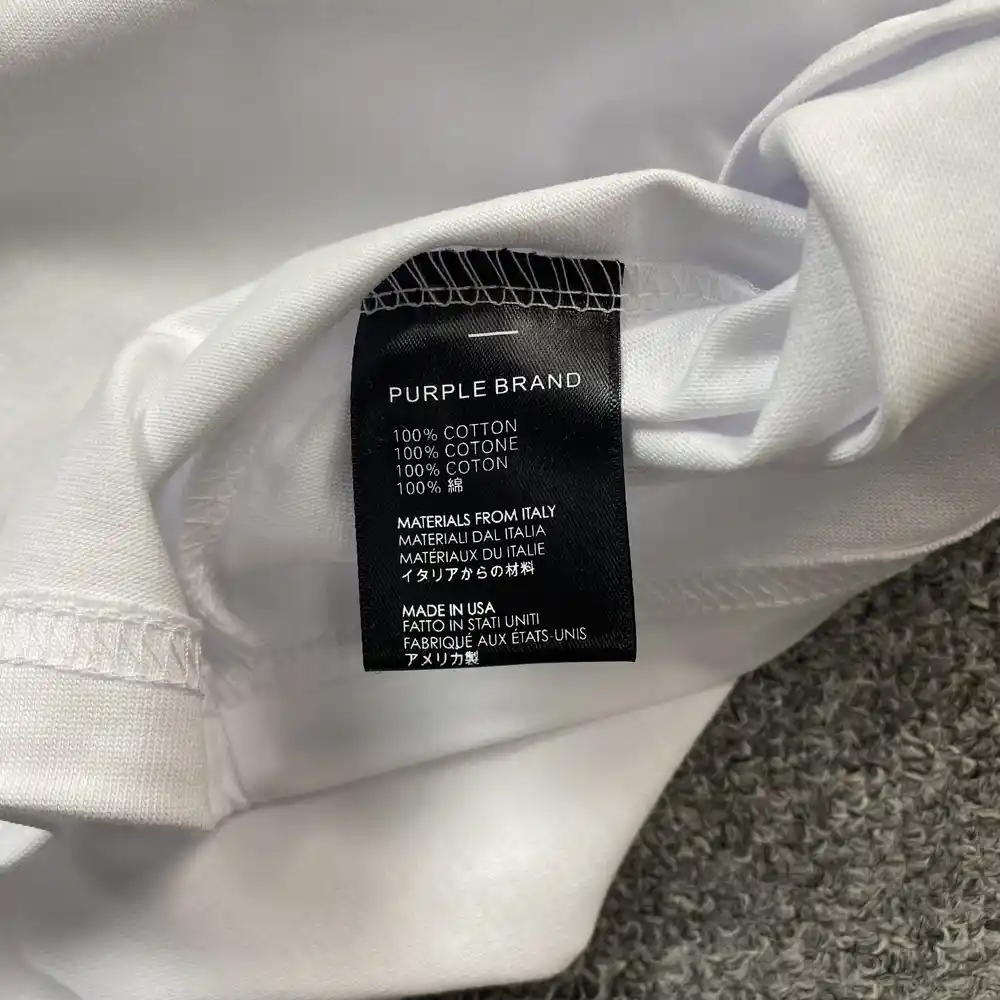 PURPLE BRAND
100% COTTON
100% COTONE
100% COTON
100% 綿
MATERIALS FROM ITALY
MATERIALI DAL ITALIA
MATÉRIAUX DU ITALIE
イタリアからの材料
MADE IN USA
FATTO IN STATI UNITI
FABRIQUÉ AUX ÉTATS-UNIS
アメリカ製